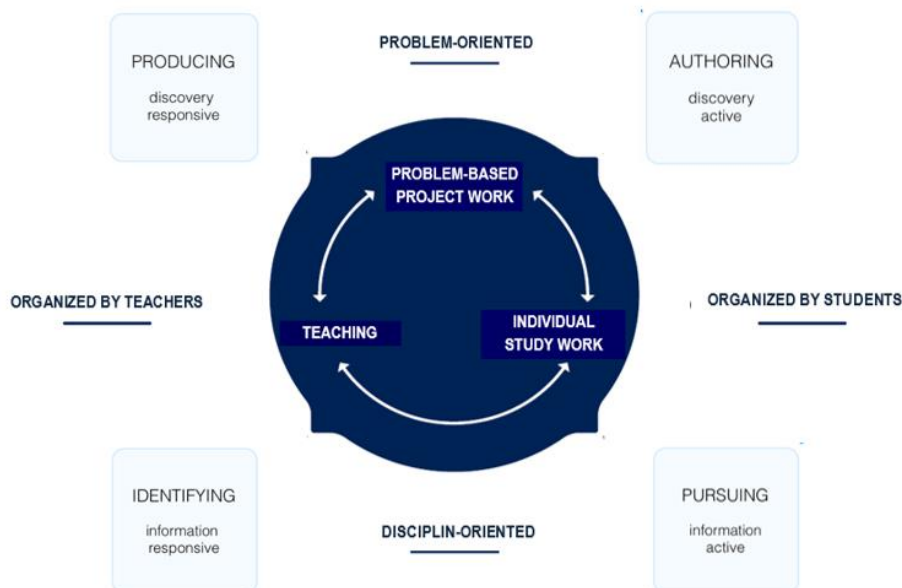 PROBLEM-ORIENTED
PRODUCING
discovery
responsive
AUTHORING
discovery
active
PROBLEM-BASED
PROJECT WORK
ORGANIZED BY TEACHERS
ORGANIZED BY STUDENTS
TEACHING
INDIVIDUAL
STUDY WORK
IDENTIFYING
information
responsive
PURSUING
information
active
DISCIPLIN-ORIENTED